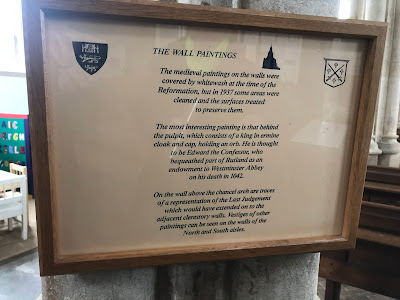 THE WALL PAINTINGS
The medieval paintings on the walls were
covered by whitewash at the time of the
Reformation, but in 1937 some areas were
cleaned and the surfaces treated
to preserve them.
The most interesting painting is that behind
the pulpit, which consists of a king in ermine
cloak and cap, holding an orb. He is thought
to be Edward the Confessor, who
bequeathed part of Rutland as an
endowment to Westminster Abbey
on his death in 1042.
On the wall above the chancel arch are traces
of a representation of the Last Judgement
which would have extended on to the
adjacent clerestory walls. Vestiges of other
paintings can be seen on the walls of the
North and South aisles.